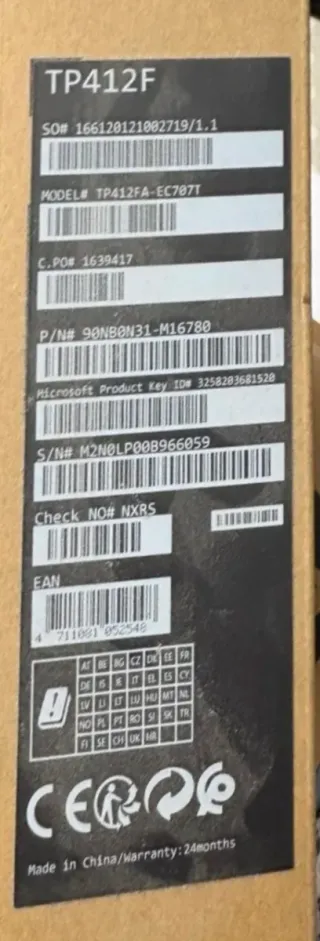 TP412F
SO# 166120121002719/1.1
MODEL# TP412FA-EC707T
C.PO# 1639417
P/N# 90NB0N31-M16780
Microsoft Product Key ID# 3258203681520
S/N# M2N0LP00B966059
Check NO# NXRS
EAN
4 711081 052548
AT BE BG CZ DK EE FR
DE IS IE IT EL ES CY
LV LI LT LU HU MT NL
NO PL PT RO SI SK TR
FI SE CH UK HR
CE
Made in China/Warranty:24months